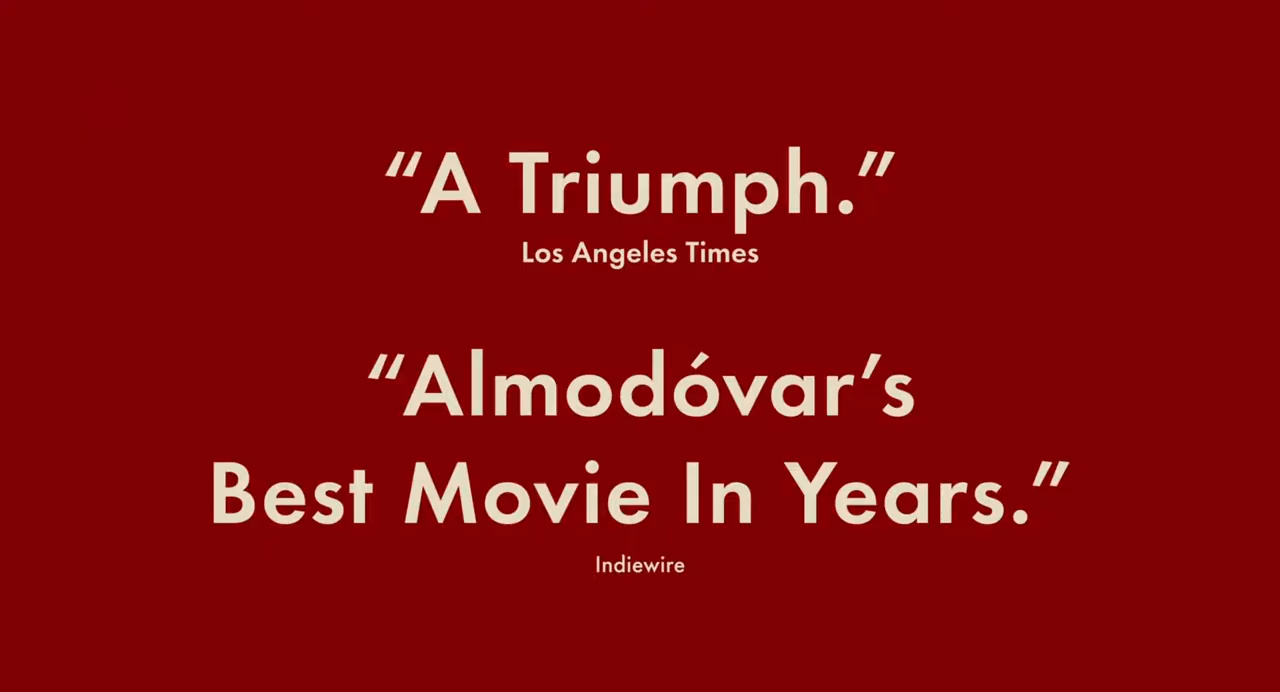 “A Triumph.”
Los Angeles Times
“Almodóvar’s
Best Movie In Years.”
Indiewire